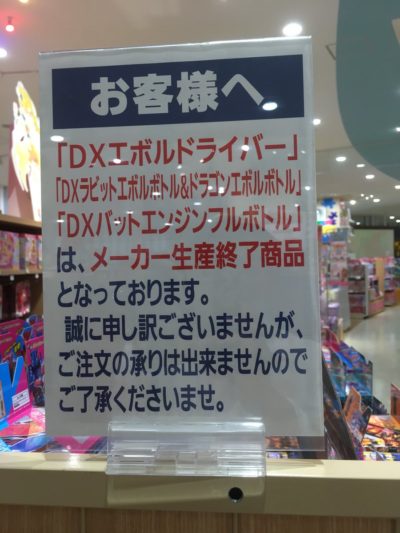 お客様へ
「DXエボルドライバー」
「DXラビットエボルボトル&ドラゴンエボルボトル」
「DXバットエンジンフルボトル」
は、メーカー生産終了商品
となっております。
誠に申し訳ございませんが、
ご注文の承りは出来ませんので
ご了承くださいませ。